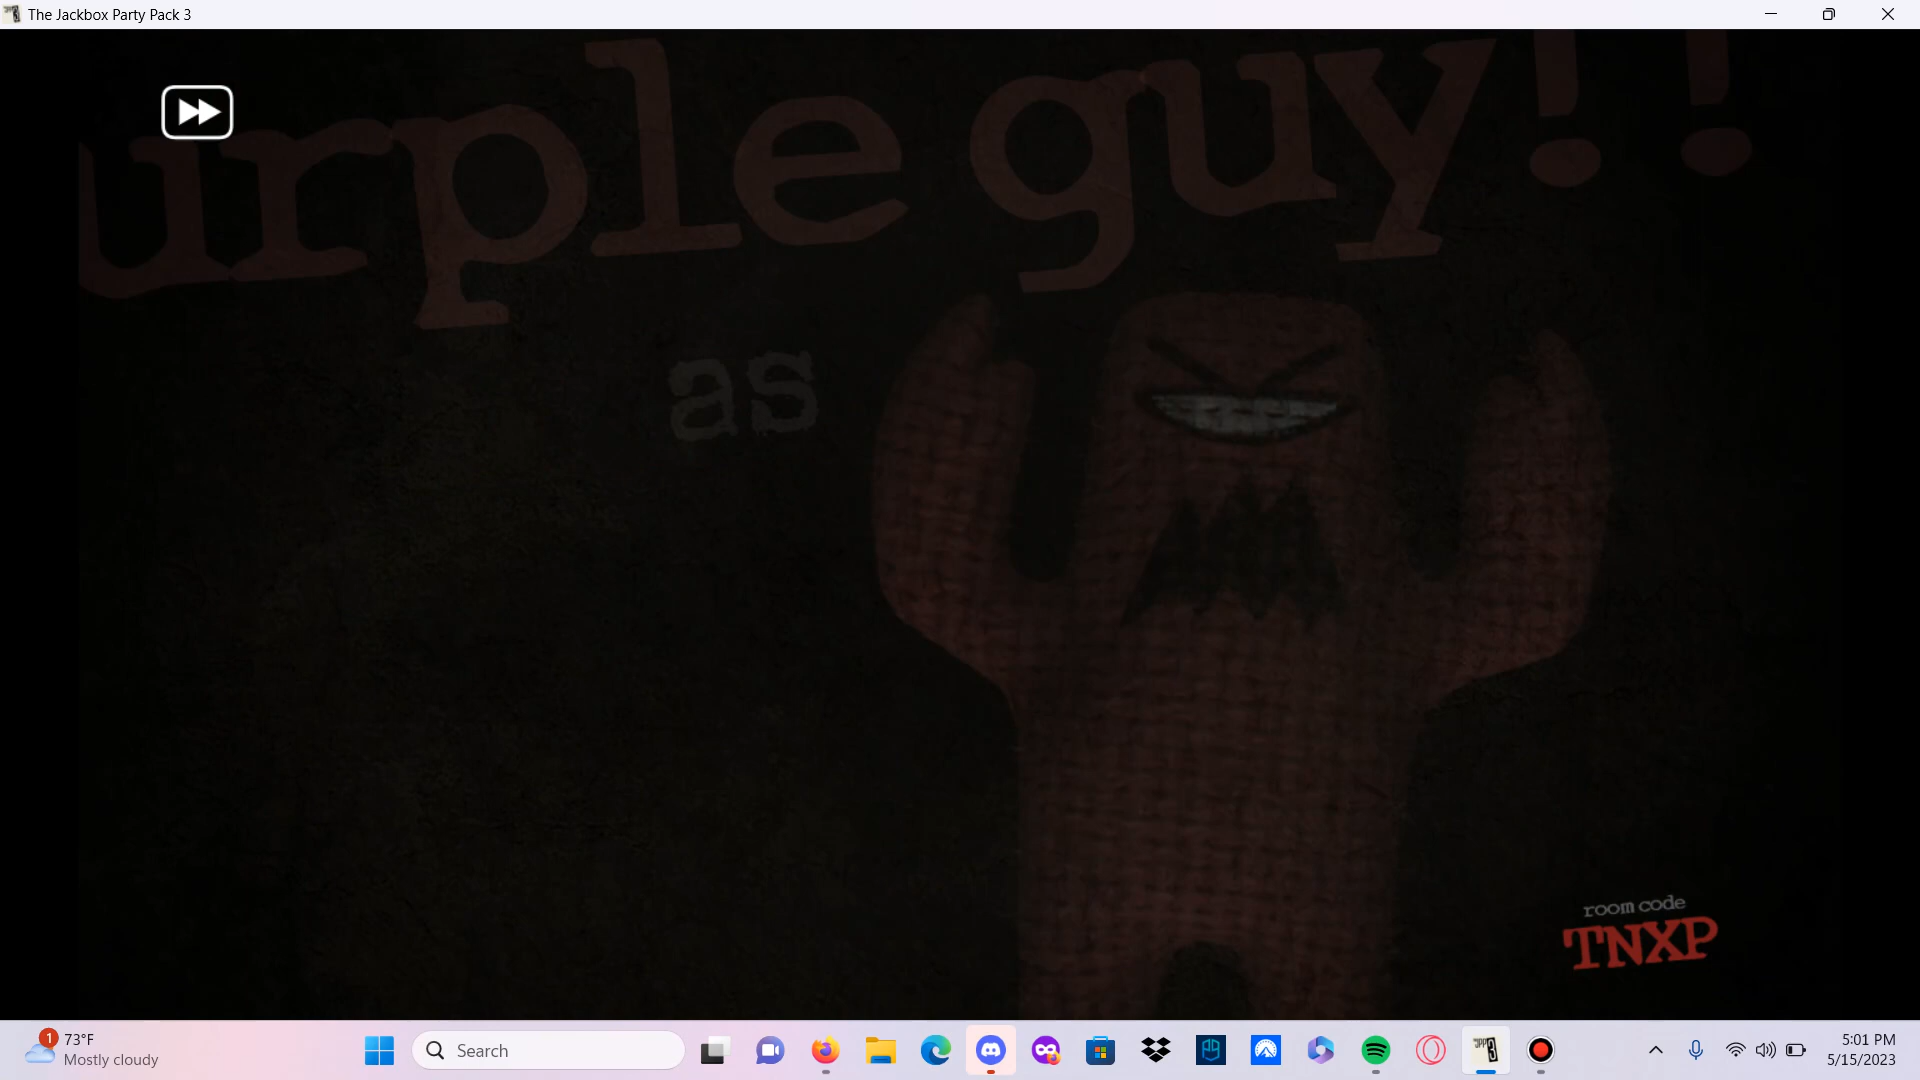 The Jackbox Party Pack 3
urple guy!!
as
room code
TNXP
1
73°F
Mostly cloudy
Search
5:01 PM
5/15/2023